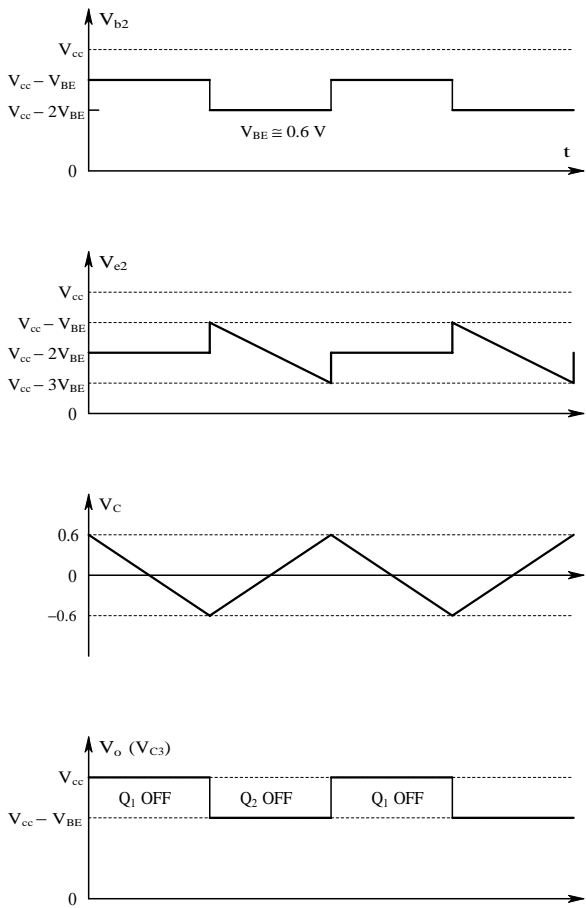 V_b2
V_cc
V_cc − V_BE
V_cc − 2V_BE
V_BE ≅ 0.6 V
t
0
V_e2
V_cc
V_cc − V_BE
V_cc − 2V_BE
V_cc − 3V_BE
0
V_C
0.6
0
−0.6
V_o (V_C3)
V_cc
Q_1 OFF Q_2 OFF Q_1 OFF
V_cc − V_BE
0